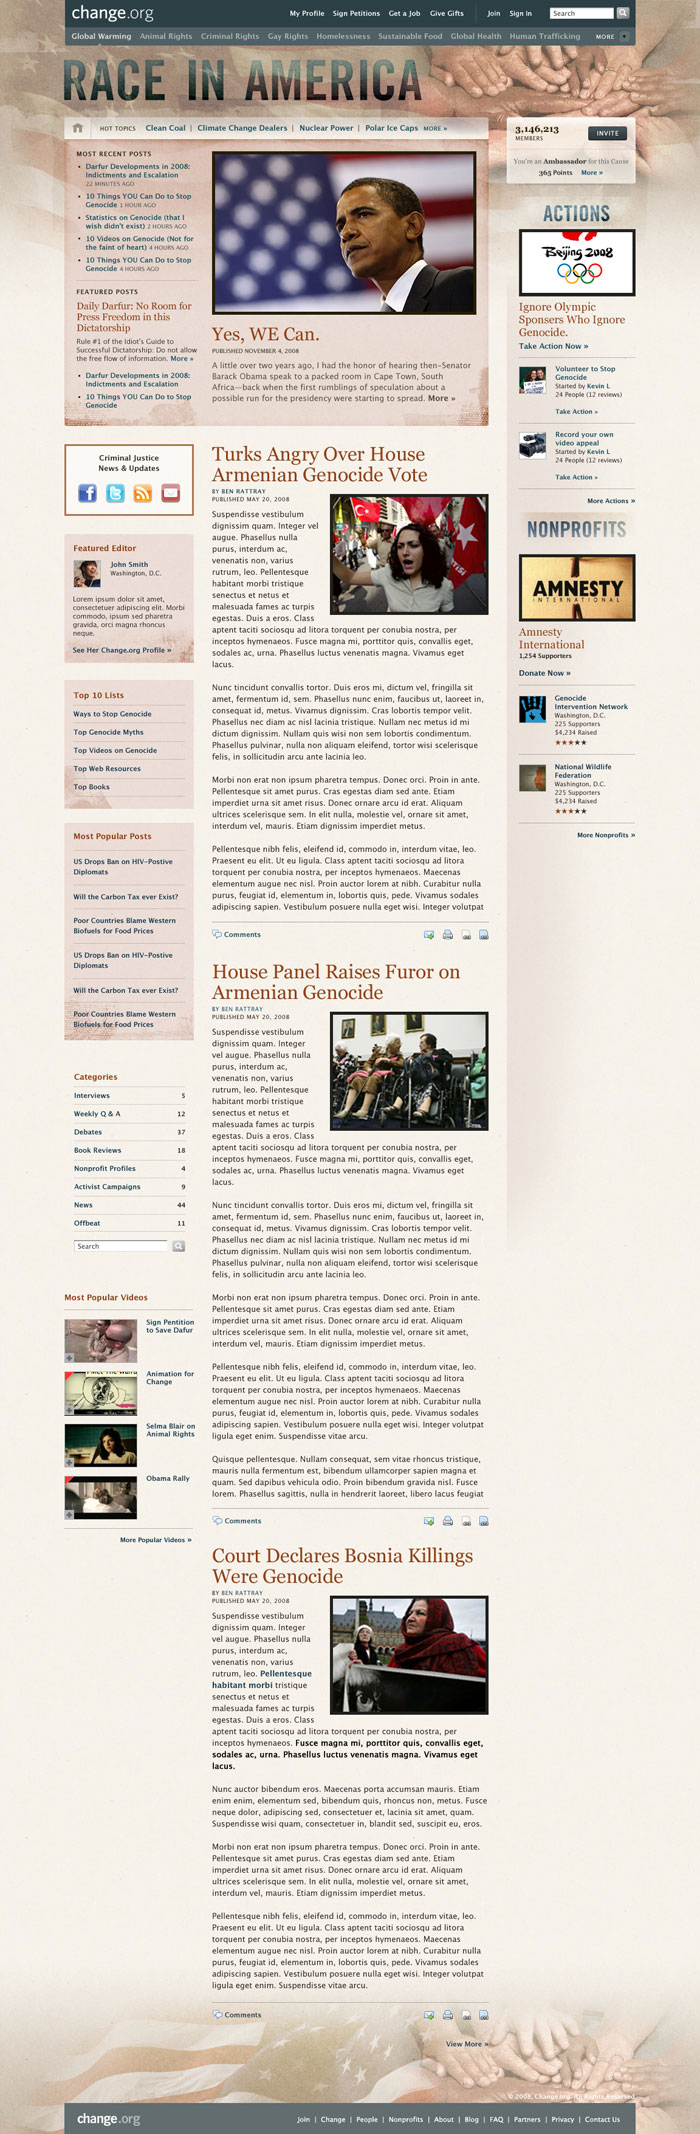 change.org
My Profile Sign Petitions Get a Job Give Gifts Join Sign In Search
Global Warming Animal Rights Criminal Rights Gay Rights Homelessness Sustainable Food Global Health Human Trafficking MORE
RACE IN AMERICA
HOT TOPICS Clean Coal | Climate Change Dealers | Nuclear Power | Polar Ice Caps MORE »
MOST RECENT POSTS
• Darfur Developments in 2008:
Indictments and Escalation
22 MINUTES AGO
• 10 Things YOU Can Do to Stop
Genocide 1 HOUR AGO
• Statistics on Genocide (that I
wish didn't exist) 2 HOURS AGO
• 10 Videos on Genocide (Not for
the faint of heart) 4 HOURS AGO
• 10 Things YOU Can Do to Stop
Genocide 4 HOURS AGO
FEATURED POSTS
Daily Darfur: No Room for
Press Freedom in this
Dictatorship
Rule #1 of the Idiot's Guide to
Successful Dictatorship: Do not allow
the free flow of information. More »
• Darfur Developments in 2008:
Indictments and Escalation
• 10 Things YOU Can Do to Stop
Genocide
Yes, WE Can.
PUBLISHED NOVEMBER 4, 2008
A little over two years ago, I had the honor of hearing then-Senator
Barack Obama speak to a packed room in Cape Town, South
Africa—back when the first rumblings of speculation about a
possible run for the presidency were starting to spread. More »
3,146,213
MEMBERS
INVITE
You're an Ambassador for this Cause
365 Points More »
ACTIONS
Beijing 2008
Ignore Olympic
Sponsers Who Ignore
Genocide.
Take Action Now »
Volunteer to Stop
Genocide
Started by Kevin L
24 People (12 reviews)
Take Action »
Record your own
video appeal
Started by Kevin L
24 People (12 reviews)
Take Action »
More Actions »
NONPROFITS
AMNESTY
INTERNATIONAL
Amnesty
International
1,254 Supporters
Donate Now »
Genocide
Intervention Network
Washington, D.C.
225 Supporters
$4,234 Raised
National Wildlife
Federation
Washington, D.C.
225 Supporters
$4,234 Raised
More Nonprofits »
Criminal Justice
News & Updates
Featured Editor
John Smith
Washington, D.C.
Lorem ipsum dolor sit amet,
consectetuer adipiscing elit. Morbi
commodo, ipsum sed pharetra
gravida, orci magna rhoncus
neque.
See Her Change.org Profile »
Top 10 Lists
Ways to Stop Genocide
Top Genocide Myths
Top Videos on Genocide
Top Web Resources
Top Books
Most Popular Posts
US Drops Ban on HIV-Postive
Diplomats
Will the Carbon Tax ever Exist?
Poor Countries Blame Western
Biofuels for Food Prices
US Drops Ban on HIV-Postive
Diplomats
Will the Carbon Tax ever Exist?
Poor Countries Blame Western
Biofuels for Food Prices
Categories
Interviews 5
Weekly Q & A 12
Debates 37
Book Reviews 18
Nonprofit Profiles 4
Activist Campaigns 9
News 44
Offbeat 11
Search
Most Popular Videos
Sign Pentition
to Save Dafur
Animation for
Change
Selma Blair on
Animal Rights
Obama Rally
More Popular Videos »
Turks Angry Over House
Armenian Genocide Vote
BY BEN RATTRAY
PUBLISHED MAY 20, 2008
Suspendisse vestibulum
dignissim quam. Integer vel
augue. Phasellus nulla
purus, interdum ac,
venenatis non, varius
rutrum, leo. Pellentesque
habitant morbi tristique
senectus et netus et
malesuada fames ac turpis
egestas. Duis a eros. Class
aptent taciti sociosqu ad litora torquent per conubia nostra, per
inceptos hymenaeos. Fusce magna mi, porttitor quis, convallis eget,
sodales ac, urna. Phasellus luctus venenatis magna. Vivamus eget
lacus.
Nunc tincidunt convallis tortor. Duis eros mi, dictum vel, fringilla sit
amet, fermentum id, sem. Phasellus nunc enim, faucibus ut, laoreet in,
consequat id, metus. Vivamus dignissim. Cras lobortis tempor velit.
Phasellus nec diam ac nisl lacinia tristique. Nullam nec metus id mi
dictum dignissim. Nullam quis wisi non sem lobortis condimentum.
Phasellus pulvinar, nulla non aliquam eleifend, tortor wisi scelerisque
felis, in sollicitudin arcu ante lacinia leo.
Morbi non erat non ipsum pharetra tempus. Donec orci. Proin in ante.
Pellentesque sit amet purus. Cras egestas diam sed ante. Etiam
imperdiet urna sit amet risus. Donec ornare arcu id erat. Aliquam
ultrices scelerisque sem. In elit nulla, molestie vel, ornare sit amet,
interdum vel, mauris. Etiam dignissim imperdiet metus.
Pellentesque nibh felis, eleifend id, commodo in, interdum vitae, leo.
Praesent eu elit. Ut eu ligula. Class aptent taciti sociosqu ad litora
torquent per conubia nostra, per inceptos hymenaeos. Maecenas
elementum augue nec nisl. Proin auctor lorem at nibh. Curabitur nulla
purus, feugiat id, elementum in, lobortis quis, pede. Vivamus sodales
adipiscing sapien. Vestibulum posuere nulla eget wisi. Integer volutpat
Comments
House Panel Raises Furor on
Armenian Genocide
BY BEN RATTRAY
PUBLISHED MAY 20, 2008
Suspendisse vestibulum
dignissim quam. Integer
vel augue. Phasellus nulla
purus, interdum ac,
venenatis non, varius
rutrum, leo. Pellentesque
habitant morbi tristique
senectus et netus et
malesuada fames ac turpis
egestas. Duis a eros. Class
aptent taciti sociosqu ad litora torquent per conubia nostra, per
inceptos hymenaeos. Fusce magna mi, porttitor quis, convallis eget,
sodales ac, urna. Phasellus luctus venenatis magna. Vivamus eget
lacus.
Nunc tincidunt convallis tortor. Duis eros mi, dictum vel, fringilla sit
amet, fermentum id, sem. Phasellus nunc enim, faucibus ut, laoreet in,
consequat id, metus. Vivamus dignissim. Cras lobortis tempor velit.
Phasellus nec diam ac nisl lacinia tristique. Nullam nec metus id mi
dictum dignissim. Nullam quis wisi non sem lobortis condimentum.
Phasellus pulvinar, nulla non aliquam eleifend, tortor wisi scelerisque
felis, in sollicitudin arcu ante lacinia leo.
Morbi non erat non ipsum pharetra tempus. Donec orci. Proin in ante.
Pellentesque sit amet purus. Cras egestas diam sed ante. Etiam
imperdiet urna sit amet risus. Donec ornare arcu id erat. Aliquam
ultrices scelerisque sem. In elit nulla, molestie vel, ornare sit amet,
interdum vel, mauris. Etiam dignissim imperdiet metus.
Pellentesque nibh felis, eleifend id, commodo in, interdum vitae, leo.
Praesent eu elit. Ut eu ligula. Class aptent taciti sociosqu ad litora
torquent per conubia nostra, per inceptos hymenaeos. Maecenas
elementum augue nec nisl. Proin auctor lorem at nibh. Curabitur nulla
purus, feugiat id, elementum in, lobortis quis, pede. Vivamus sodales
adipiscing sapien. Vestibulum posuere nulla eget wisi. Integer volutpat
ligula eget enim. Suspendisse vitae arcu.
Quisque pellentesque. Nullam consequat, sem vitae rhoncus tristique,
mauris nulla fermentum est, bibendum ullamcorper sapien magna et
quam. Sed dapibus vehicula odio. Proin bibendum gravida nisl. Fusce
lorem. Phasellus sagittis, nulla in hendrerit laoreet, libero lacus feugiat
Comments
Court Declares Bosnia Killings
Were Genocide
BY BEN RATTRAY
PUBLISHED MAY 20, 2008
Suspendisse vestibulum
dignissim quam. Integer
vel augue. Phasellus nulla
purus, interdum ac,
venenatis non, varius
rutrum, leo. Pellentesque
habitant morbi tristique
senectus et netus et
malesuada fames ac turpis
egestas. Duis a eros. Class
aptent taciti sociosqu ad litora torquent per conubia nostra, per
inceptos hymenaeos. Fusce magna mi, porttitor quis, convallis eget,
sodales ac, urna. Phasellus luctus venenatis magna. Vivamus eget
lacus.
Nunc auctor bibendum eros. Maecenas porta accumsan mauris. Etiam
enim enim, elementum sed, bibendum quis, rhoncus non, metus. Fusce
neque dolor, adipiscing sed, consectetuer et, lacinia sit amet, quam.
Suspendisse wisi quam, consectetuer in, blandit sed, suscipit eu, eros.
Morbi non erat non ipsum pharetra tempus. Donec orci. Proin in ante.
Pellentesque sit amet purus. Cras egestas diam sed ante. Etiam
imperdiet urna sit amet risus. Donec ornare arcu id erat. Aliquam
ultrices scelerisque sem. In elit nulla, molestie vel, ornare sit amet,
interdum vel, mauris. Etiam dignissim imperdiet metus.
Pellentesque nibh felis, eleifend id, commodo in, interdum vitae, leo.
Praesent eu elit. Ut eu ligula. Class aptent taciti sociosqu ad litora
torquent per conubia nostra, per inceptos hymenaeos. Maecenas
elementum augue nec nisl. Proin auctor lorem at nibh. Curabitur nulla
purus, feugiat id, elementum in, lobortis quis, pede. Vivamus sodales
adipiscing sapien. Vestibulum posuere nulla eget wisi. Integer volutpat
ligula eget enim. Suspendisse vitae arcu.
Comments
View More »
© 2008, Change.org. All Rights Reserved.
change.org
Join | Change | People | Nonprofits | About | Blog | FAQ | Partners | Privacy | Contact Us